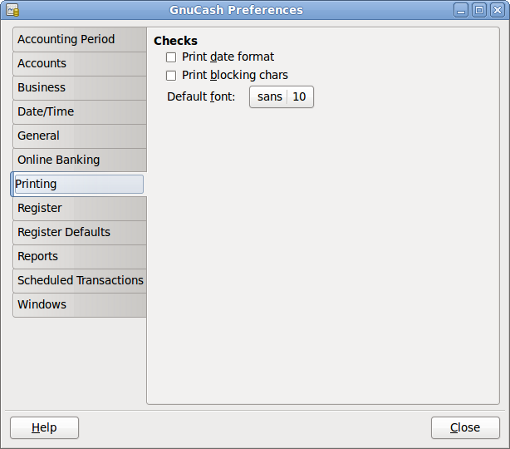 GnuCash Preferences
Accounting Period
Accounts
Business
Date/Time
General
Online Banking
Printing
Register
Register Defaults
Reports
Scheduled Transactions
Windows
Checks
Print date format
Print blocking chars
Default font: sans 10
Help
Close